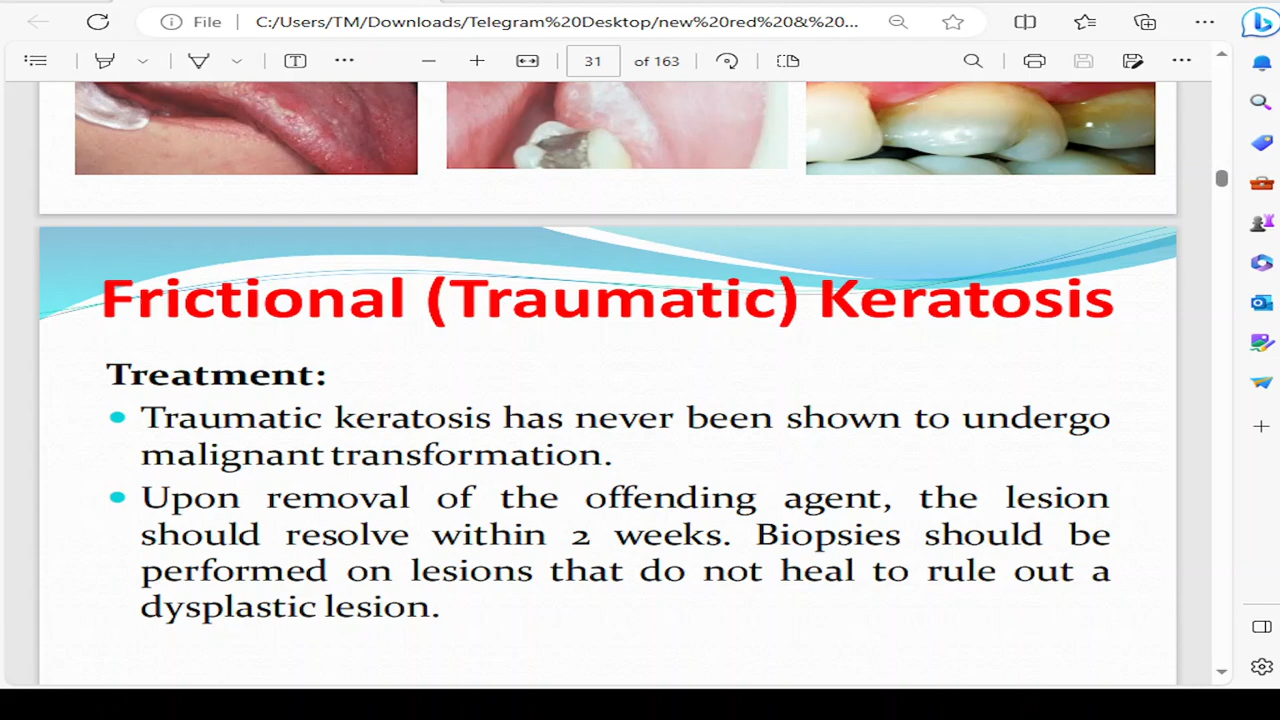 File
C:/Users/TM/Downloads/Telegram%20Desktop/new%20red%20&%20...
31 of 163
Frictional (Traumatic) Keratosis
Treatment:
Traumatic keratosis has never been shown to undergo
malignant transformation.
Upon removal of the offending agent, the lesion
should resolve within 2 weeks. Biopsies should be
performed on lesions that do not heal to rule out a
dysplastic lesion.